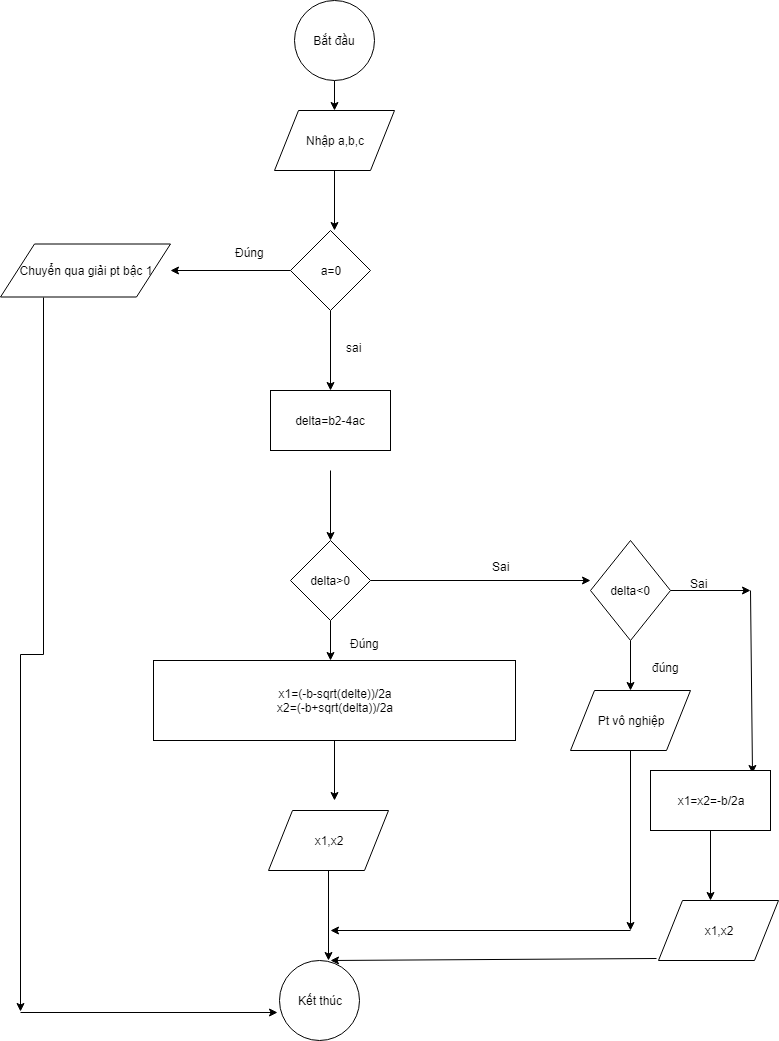 Bắt đầu
Nhập a,b,c
Đúng
a=0
Chuyển qua giải pt bậc 1
sai
delta=b2-4ac
Sai
delta>0
delta<0
Sai
Đúng
đúng
x1=(-b-sqrt(delte))/2a
x2=(-b+sqrt(delta))/2a
Pt vô nghiệp
x1=x2=-b/2a
x1,x2
x1,x2
Kết thúc